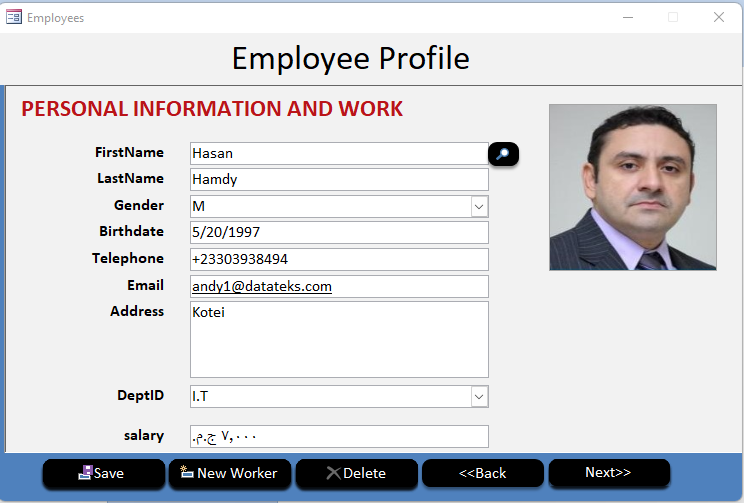 Employees
Employee Profile
PERSONAL INFORMATION AND WORK
FirstName Hasan
LastName Hamdy
Gender M
Birthdate 5/20/1997
Telephone +23303938494
Email andy1@datateks.com
Address Kotei
DeptID I.T
salary ج.م.‏ ٧,٠٠٠
Save New Worker Delete <<Back Next>>